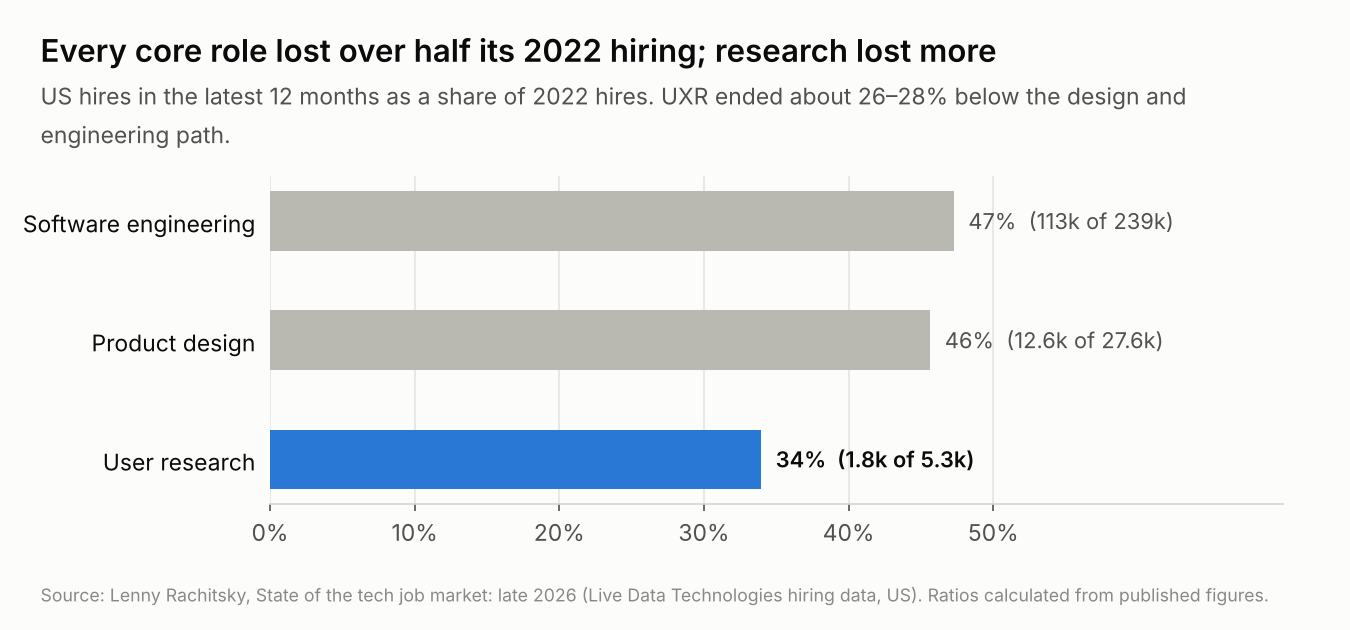 Every core role lost over half its 2022 hiring; research lost more
US hires in the latest 12 months as a share of 2022 hires. UXR ended about 26–28% below the design and
engineering path.
Software engineering
47% (113k of 239k)
Product design
46% (12.6k of 27.6k)
User research
34% (1.8k of 5.3k)
0% 10% 20% 30% 40% 50%
Source: Lenny Rachitsky, State of the tech job market: late 2026 (Live Data Technologies hiring data, US). Ratios calculated from published figures.